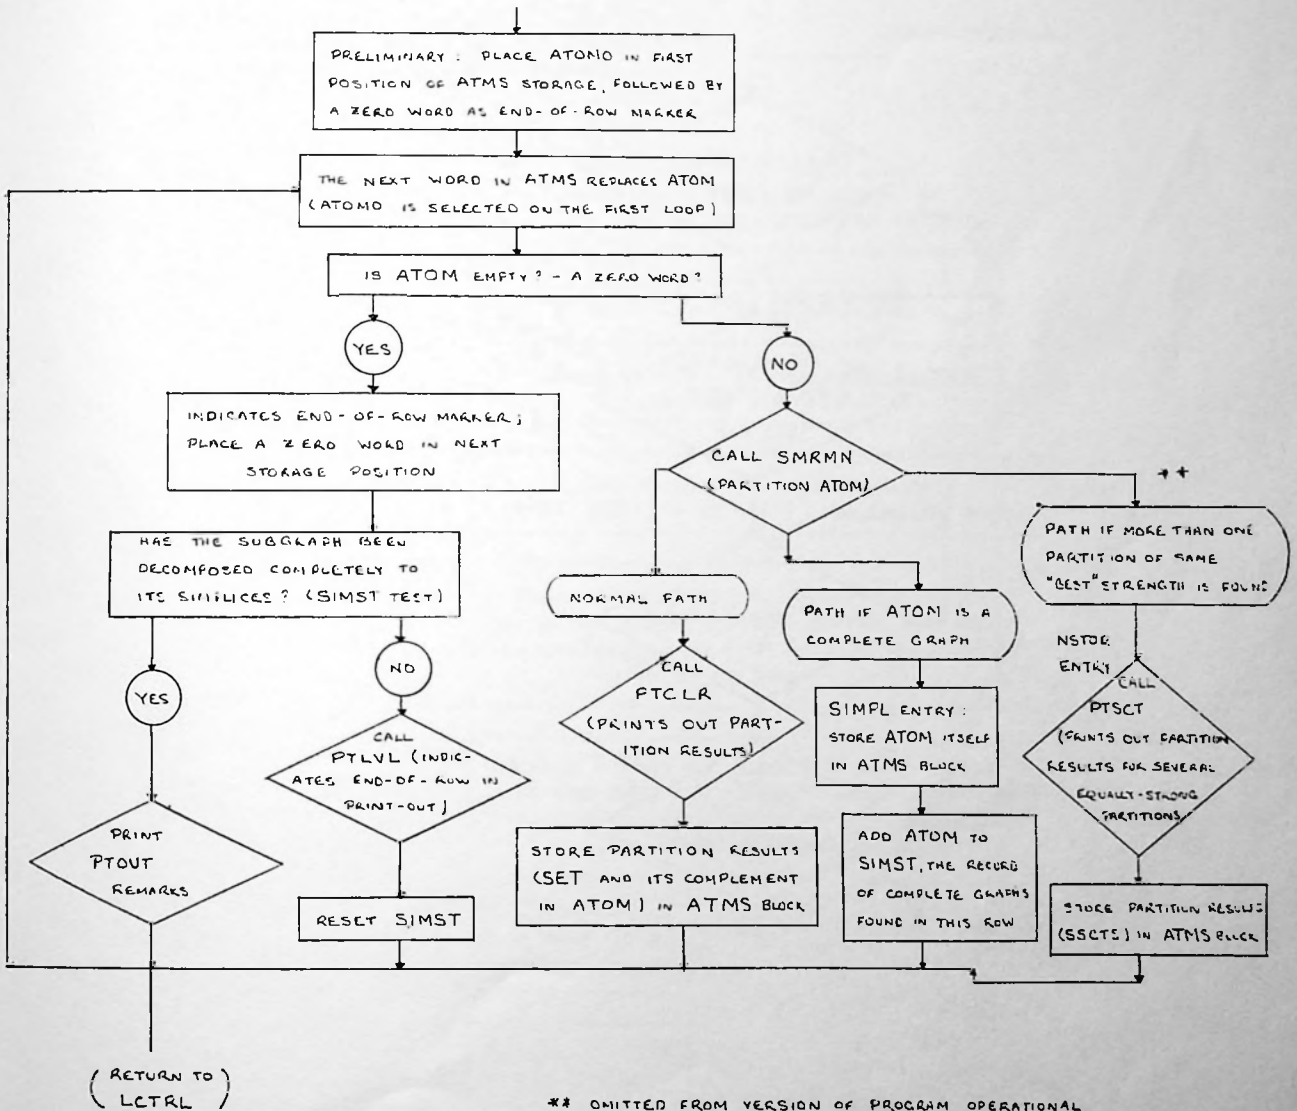 PRELIMINARY: PLACE ATOMO IN FIRST
POSITION OF ATMS STORAGE, FOLLOWED BY
A ZERO WORD AS END-OF-ROW MARKER
THE NEXT WORD IN ATMS REPLACES ATOM
(ATOMO IS SELECTED ON THE FIRST LOOP)
IS ATOM EMPTY? - A ZERO WORD?
YES
NO
INDICATES END-OF-ROW MARKER;
PLACE A ZERO WORD IN NEXT
STORAGE POSITION
CALL SMRMN
(PARTITION ATOM)
**
HAS THE SUBGRAPH BEEN
DECOMPOSED COMPLETELY TO
ITS SIMPLICES? (SIMST TEST)
YES
NO
PRINT
PTOUT
REMARKS
CALL
PTLVL (INDIC-
ATES END-OF-ROW IN
PRINT-OUT)
RESET SIMST
NORMAL PATH
CALL
PTCLR
(PRINTS OUT PART-
ITION RESULTS)
STORE PARTITION RESULTS
(SET AND ITS COMPLEMENT
IN ATOM) IN ATMS BLOCK
PATH IF ATOM IS A
COMPLETE GRAPH
SIMPL ENTRY:
STORE ATOM ITSELF
IN ATMS BLOCK
ADD ATOM TO
SIMST, THE RECORD
OF COMPLETE GRAPHS
FOUND IN THIS ROW
PATH IF MORE THAN ONE
PARTITION OF SAME
"BEST" STRENGTH IS FOUND
NSTOR
ENTRY
CALL
PTSCT
(PRINTS OUT PARTITION
RESULTS FOR SEVERAL
EQUALLY-STRONG
PARTITIONS)
STORE PARTITION RESULTS
(SSCTS) IN ATMS BLOCK
(RETURN TO
LCTRL)
** OMITTED FROM VERSION OF PROGRAM OPERATIONAL